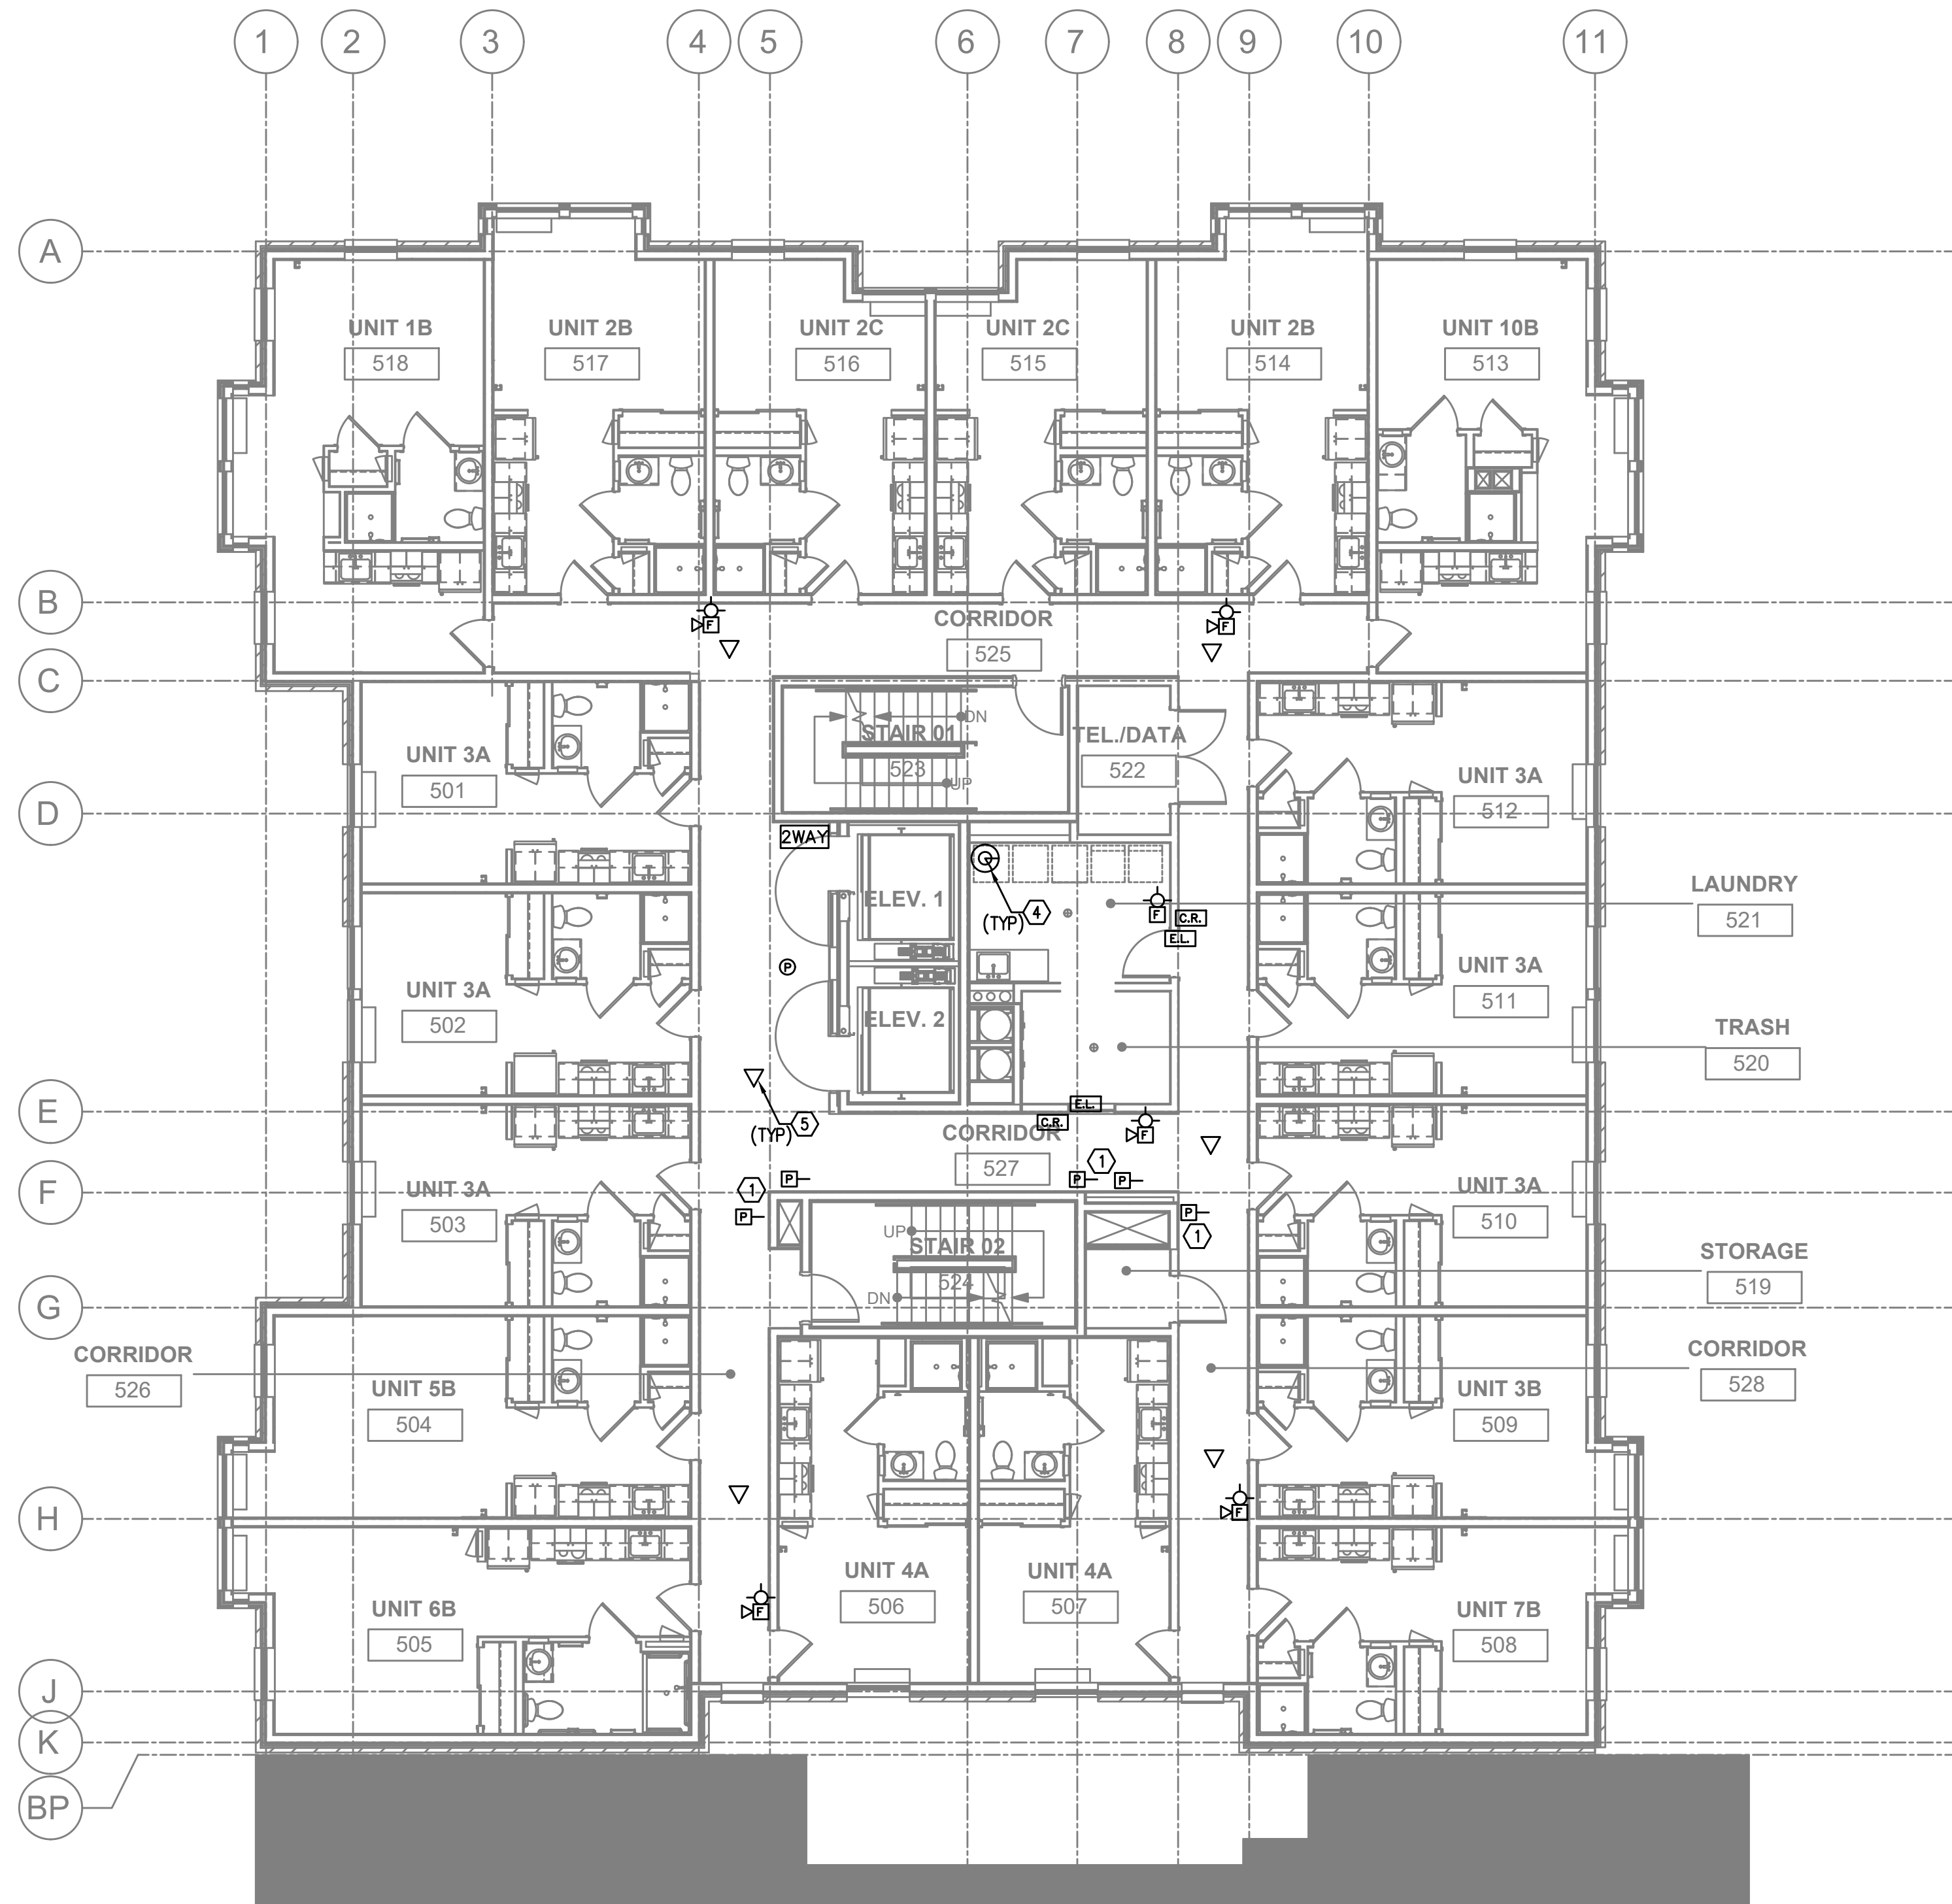 1 2 3 4 5 6 7 8 9 10 11
A
UNIT 1B UNIT 2B UNIT 2C UNIT 2C UNIT 2B UNIT 10B
518 517 516 515 514 513
B
CORRIDOR
F F
525
C
DN
STAIR 01 TEL./DATA
UNIT 3A
523 522
UNIT 3A
UP
501
512
D
2WAY
LAUNDRY
ELEV. 1
4
(TYP)
F C.R.
521
E.L.
P
UNIT 3A
UNIT 3A
502
511
ELEV. 2
TRASH
520
E
E.L.
C.R.
5
(TYP)
CORRIDOR
F
527
1
P P P
F
UNIT 3A
UNIT 3A
1
P
P
503
510
1
UP
STAIR 02
STORAGE
524
519
DN
G
CORRIDOR
CORRIDOR
526
528
UNIT 5B
UNIT 3B
504
509
H
F
UNIT 4A UNIT 4A
506 507
F
UNIT 6B
UNIT 7B
505
508
J
K
BP